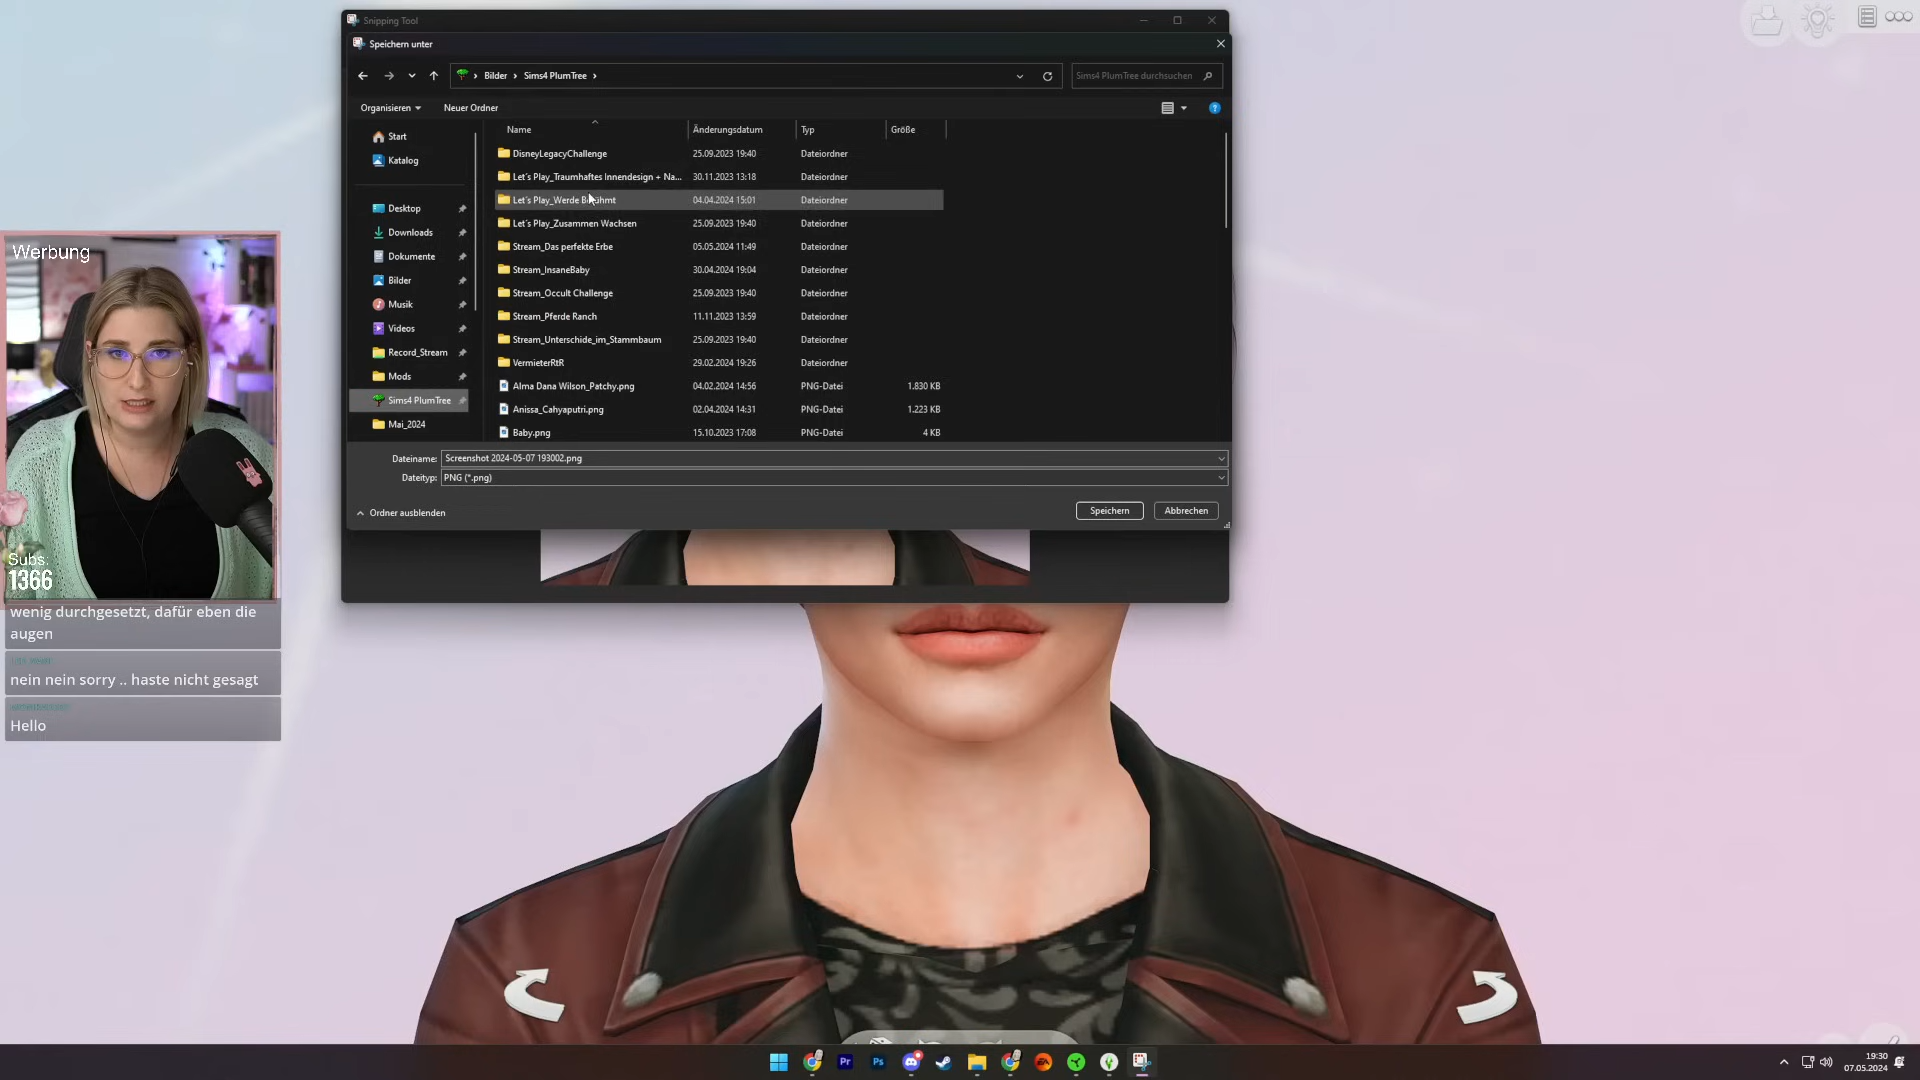 Snipping Tool
Speichern unter
Bilder
Sims4 PlumTree
Sims4 PlumTree durchsuchen
Organisieren
Neuer Ordner
Name
Änderungsdatum
Typ
Größe
Start
Katalog
Desktop
Downloads
Dokumente
Bilder
Musik
Videos
Record_Stream
Mods
Sims4 PlumTree
Mai_2024
DisneyLegacyChallenge 25.09.2023 19:40 Dateiordner
Let´s Play_Traumhaftes Innendesign + Na... 30.11.2023 13:18 Dateiordner
Let´s Play_Werde 04.04.2024 15:01 Dateiordner
Let´s Play_Zusammen Wachsen 25.09.2023 19:40 Dateiordner
Stream_Das perfekte Erbe 05.05.2024 11:49 Dateiordner
Stream_InsaneBaby 30.04.2024 19:04 Dateiordner
Stream_Occult Challenge 25.09.2023 19:40 Dateiordner
Stream_Pferde Ranch 11.11.2023 13:59 Dateiordner
Stream_Unterschide_im_Stammbaum 25.09.2023 19:40 Dateiordner
VermieterRtR 29.02.2024 19:26 Dateiordner
Alma Dana Wilson_Patchy.png 04.02.2024 14:56 PNG-Datei 1.830 KB
Anissa_Cahyaputri.png 02.04.2024 14:31 PNG-Datei 1.223 KB
Baby.png 15.10.2023 17:08 PNG-Datei 4 KB
Dateiname: Screenshot 2024-05-07 193002.png
Dateityp: PNG (*.png)
Ordner ausblenden
Speichern
Abbrechen
Werbung
Subs:
1366
wenig durchgesetzt, dafür eben die
augen
nein nein sorry .. haste nicht gesagt
Hello
Pr
Ps
EA
19:30
07.05.2024